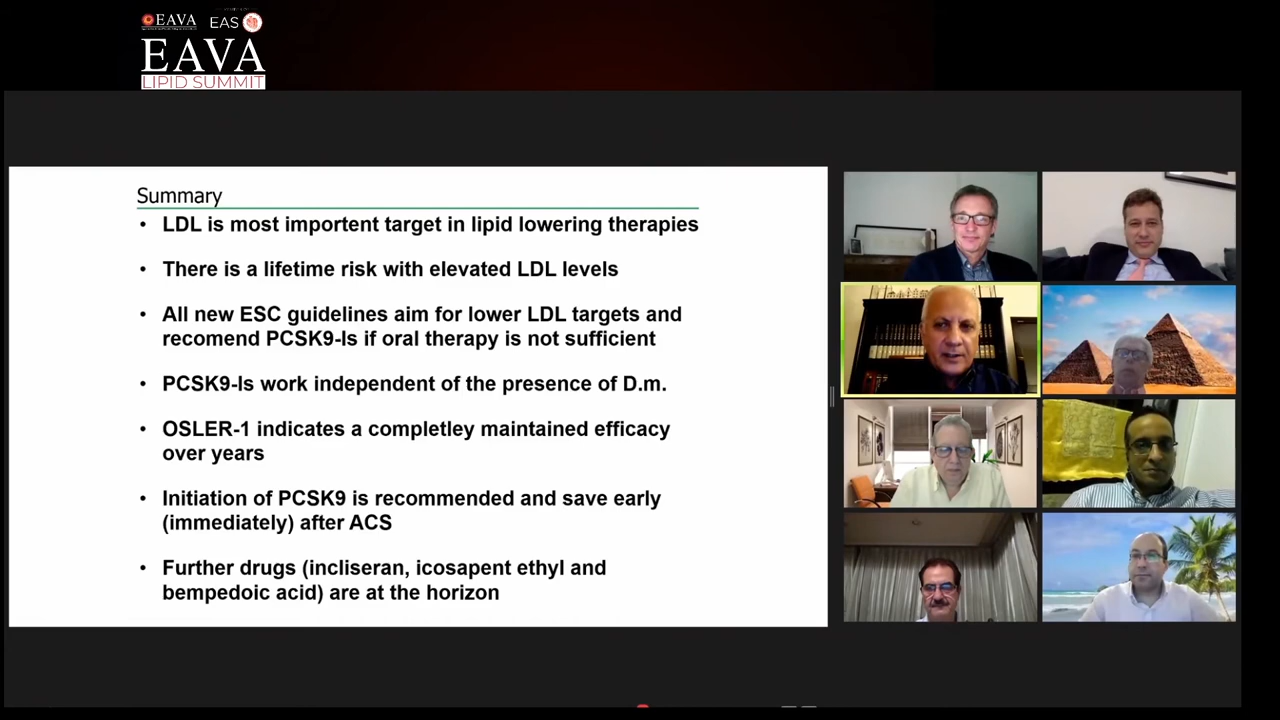 EAVA EAS
EAVA
LIPID SUMMIT
Summary
• LDL is most importent target in lipid lowering therapies
• There is a lifetime risk with elevated LDL levels
• All new ESC guidelines aim for lower LDL targets and
recomend PCSK9-Is if oral therapy is not sufficient
• PCSK9-Is work independent of the presence of D.m.
• OSLER-1 indicates a completley maintained efficacy
over years
• Initiation of PCSK9 is recommended and save early
(immediately) after ACS
• Further drugs (incliseran, icosapent ethyl and
bempedoic acid) are at the horizon